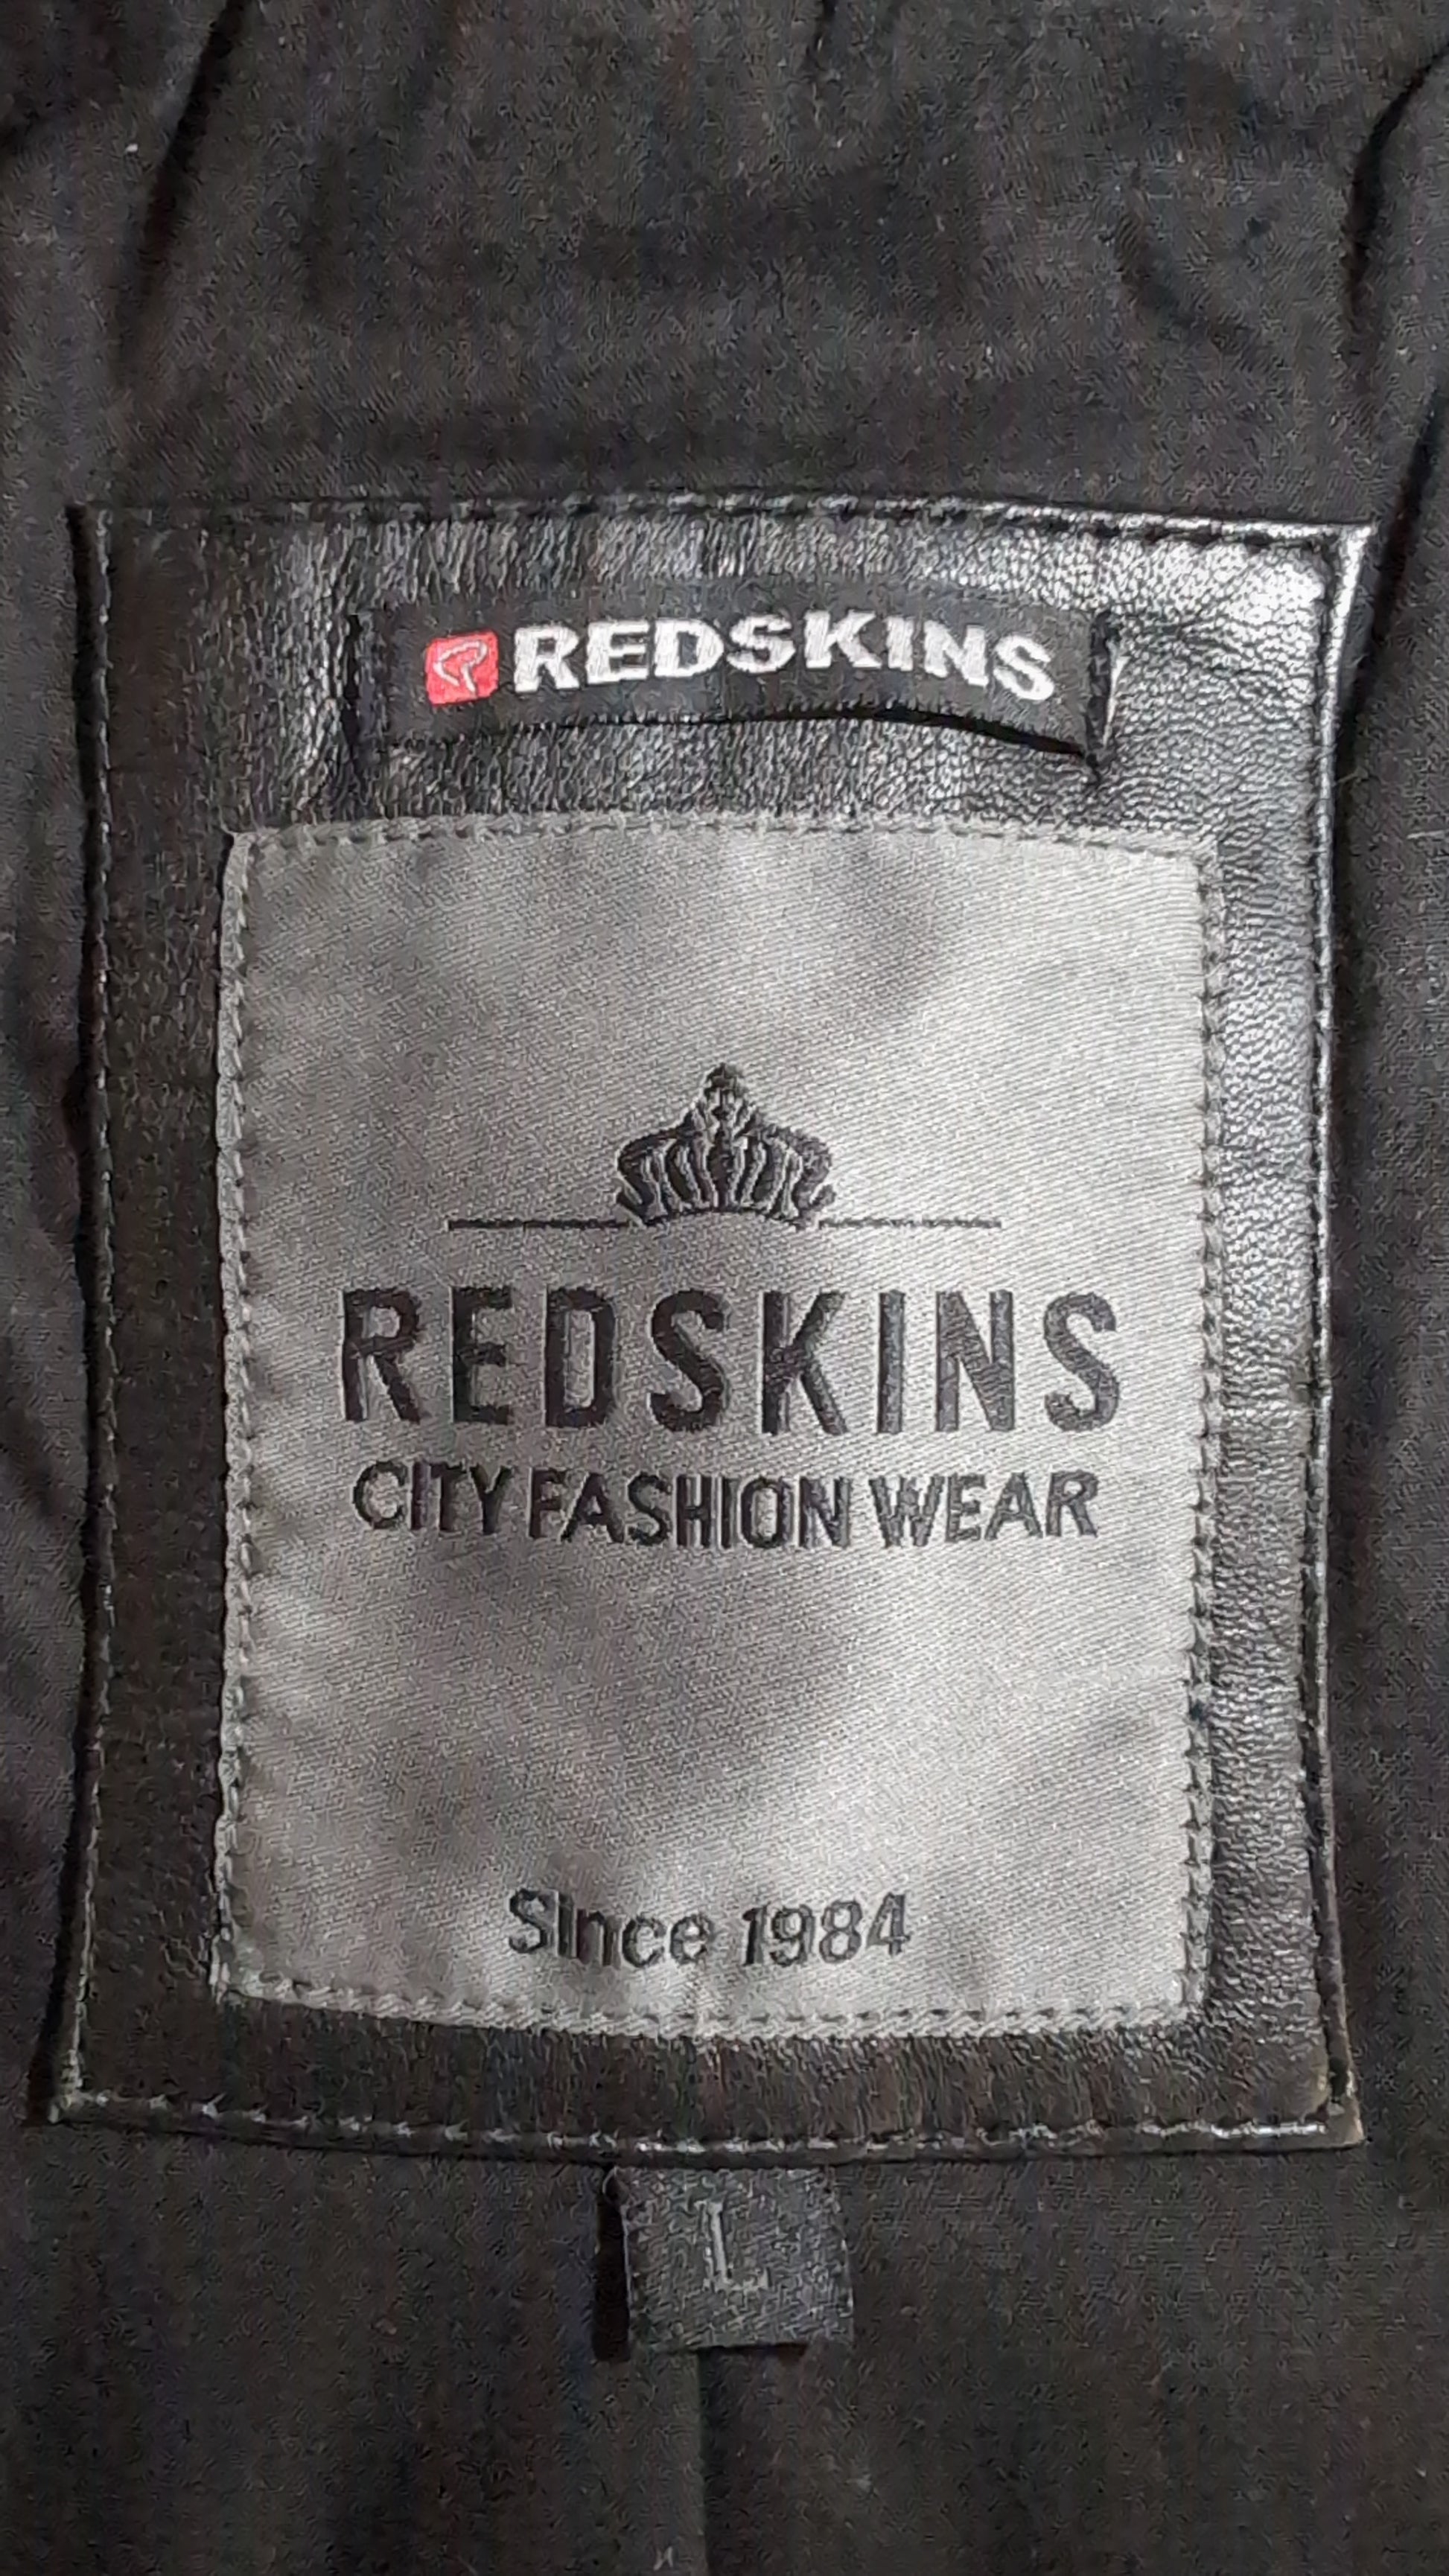 REDSKINS
REDSKINS
CITY FASHION WEAR
Since 1984
L